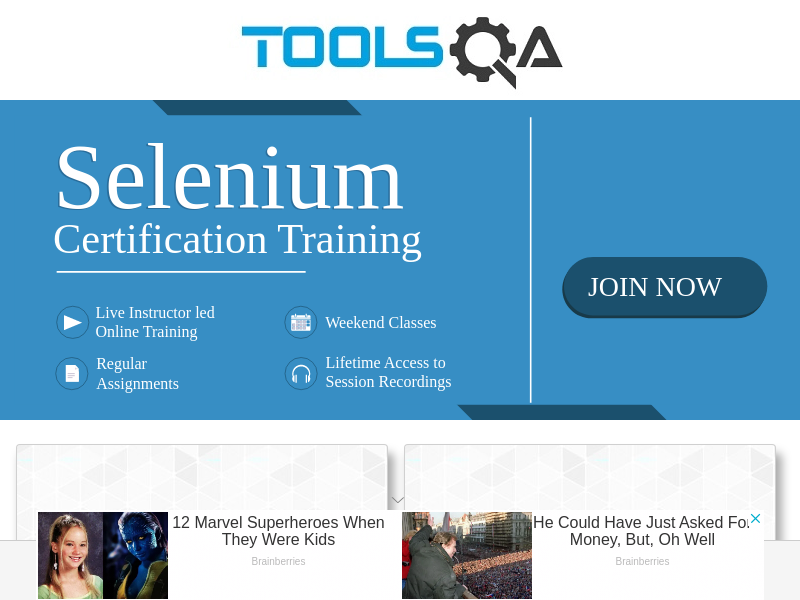 TOOLSQA
Selenium
Certification Training
Live Instructor led
Online Training
Weekend Classes
Regular
Assignments
Lifetime Access to
Session Recordings
JOIN NOW
12 Marvel Superheroes When
They Were Kids
Brainberries
He Could Have Just Asked For
Money, But, Oh Well
Brainberries